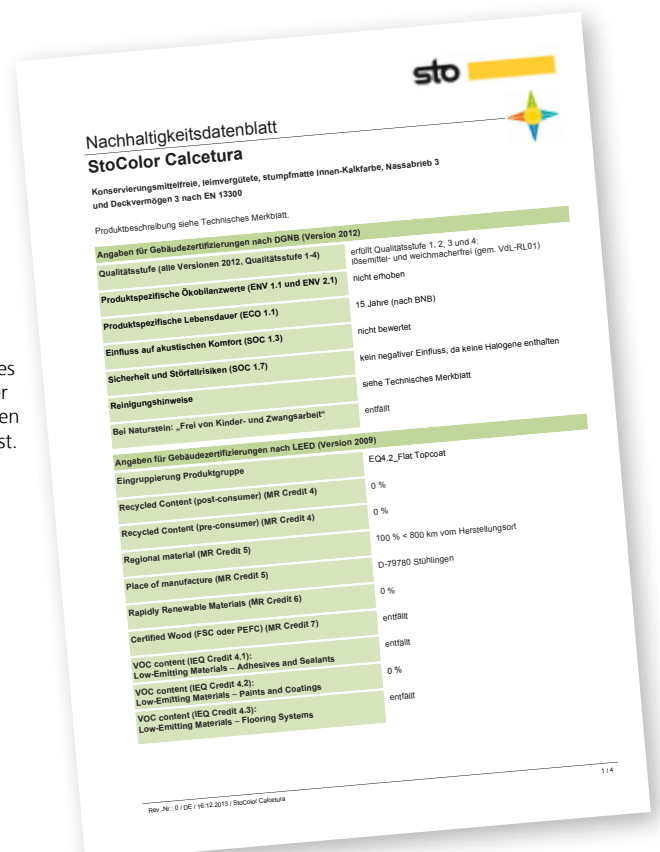 sto
Nachhaltigkeitsdatenblatt
StoColor Calcetura
Konservierungsmittelfreie, leimvergütete, stumpfmatte Innen-Kalkfarbe, Nassabrieb 3
und Deckvermögen 3 nach EN 13300
Produktbeschreibung siehe Technisches Merkblatt.
Angaben für Gebäudezertifizierungen nach DGNB (Version 2012)
Qualitätsstufe (alle Versionen 2012, Qualitätsstufe 1-4)
erfüllt Qualitätsstufe 1, 2, 3 und 4:
lösemittel- und weichmacherfrei (gem. VdL-RL01)
Produktspezifische Ökobilanzwerte (ENV 1.1 und ENV 2.1)
nicht erhoben
Produktspezifische Lebensdauer (ECO 1.1)
15 Jahre (nach BNB)
Einfluss auf akustischen Komfort (SOC 1.3)
nicht bewertet
Sicherheit und Störfallrisiken (SOC 1.7)
kein negativer Einfluss, da keine Halogene enthalten
Reinigungshinweise
siehe Technisches Merkblatt
Bei Naturstein: „Frei von Kinder- und Zwangsarbeit“
entfällt
Angaben für Gebäudezertifizierungen nach LEED (Version 2009)
Eingruppierung Produktgruppe
EQ4.2_Flat Topcoat
Recycled Content (post-consumer) (MR Credit 4)
0 %
Recycled Content (pre-consumer) (MR Credit 4)
0 %
Regional material (MR Credit 5)
100 % < 800 km vom Herstellungsort
Place of manufacture (MR Credit 5)
D-79780 Stühlingen
Rapidly Renewable Materials (MR Credit 6)
0 %
Certified Wood (FSC oder PEFC) (MR Credit 7)
entfällt
VOC content (IEQ Credit 4.1):
Low-Emitting Materials – Adhesives and Sealants
entfällt
VOC content (IEQ Credit 4.2):
Low-Emitting Materials – Paints and Coatings
0 %
VOC content (IEQ Credit 4.3):
Low-Emitting Materials – Flooring Systems
entfällt
Rev.-Nr.: 0 / DE / 16.12.2013 / StoColor Calcetura
1 / 4
es
r
en
st.